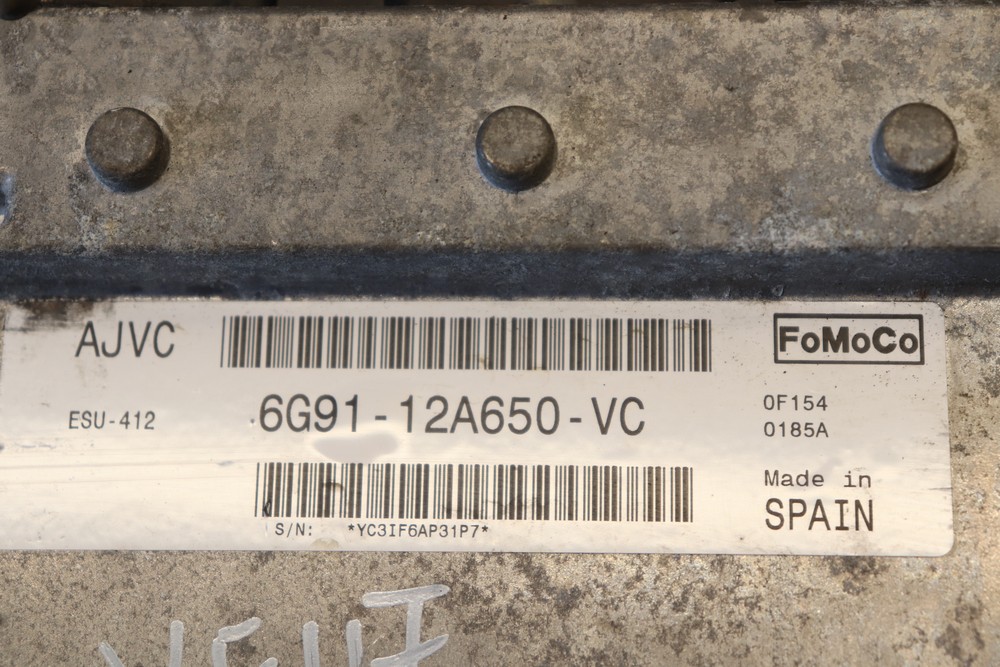 AJVC
FoMoCo
ESU-412
6G91-12A650-VC
0F154
0185A
Made in
SPAIN
S/N: *YC3IF6AP31P7*